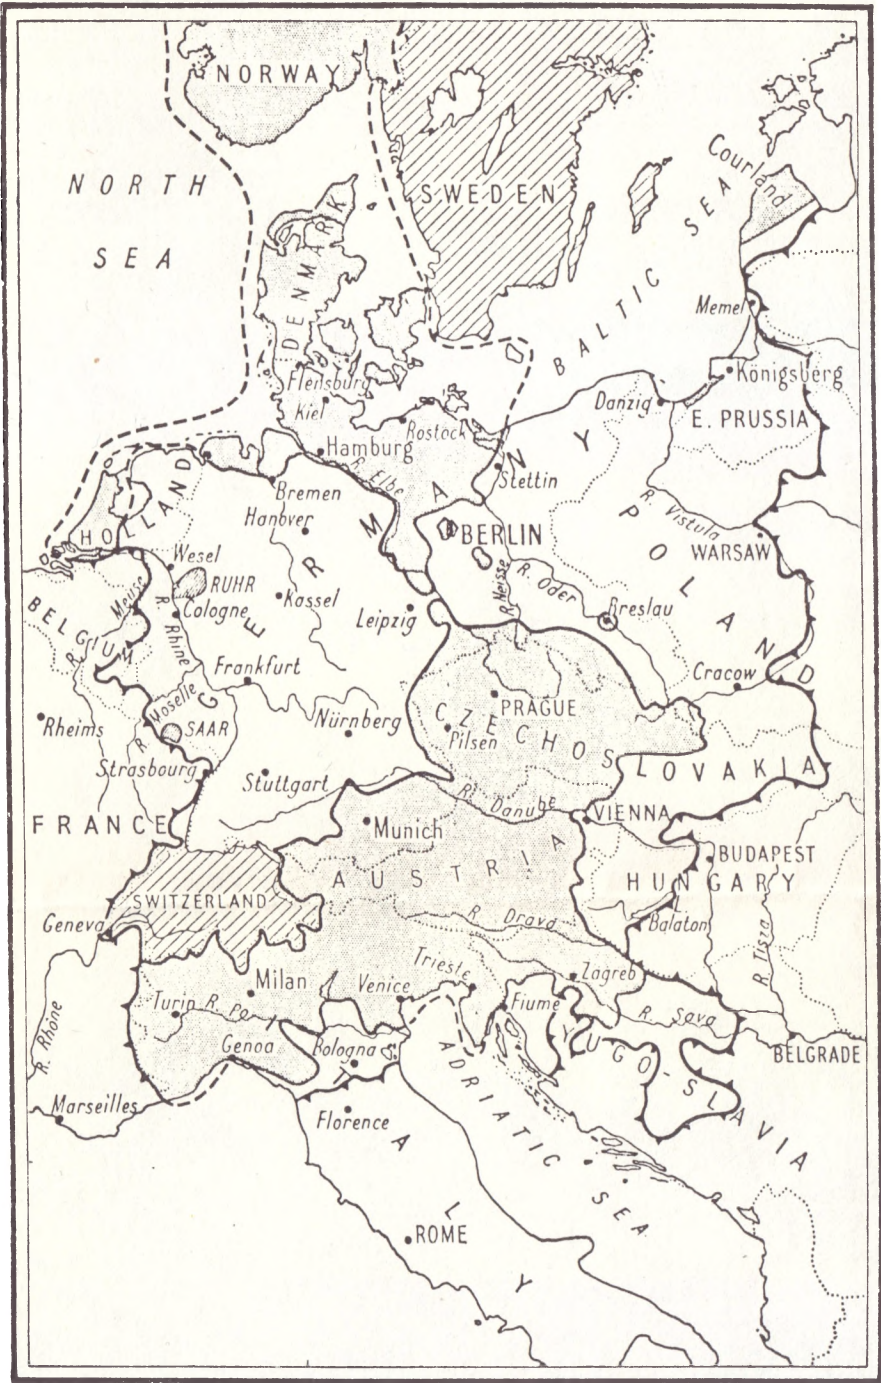 NORWAY
NORTH
SEA
SWEDEN
Courland
BALTIC SEA
DENMARK
Memel
Königsberg
Flensburg
Kiel
Danzig
E. PRUSSIA
Rostock
Hamburg
R. Elbe
Stettin
HOLLAND
Bremen
Hanover
GERMANY
BERLIN
R. Vistula
WARSAW
POLAND
Wesel
RUHR
Meuse
R. Rhine
Cologne
Kassel
Leipzig
R. Neisse
R. Oder
Breslau
BELGIUM
R.
Frankfurt
Cracow
R. Moselle
SAAR
Rheims
Nürnberg
PRAGUE
Pilsen
CZECHOSLOVAKIA
Strasbourg
Stuttgart
R. Danube
FRANCE
Munich
VIENNA
BUDAPEST
AUSTRIA
HUNGARY
SWITZERLAND
Geneva
R. Drava
L.
Balaton
R. Tisza
Trieste
Zagreb
Milan
Venice
Turin
R. Po
Fiume
R. Sava
R. Rhône
Genoa
Bologna
YUGO-SLAVIA
BELGRADE
Marseilles
Florence
ADRIATIC SEA
ITALY
ROME